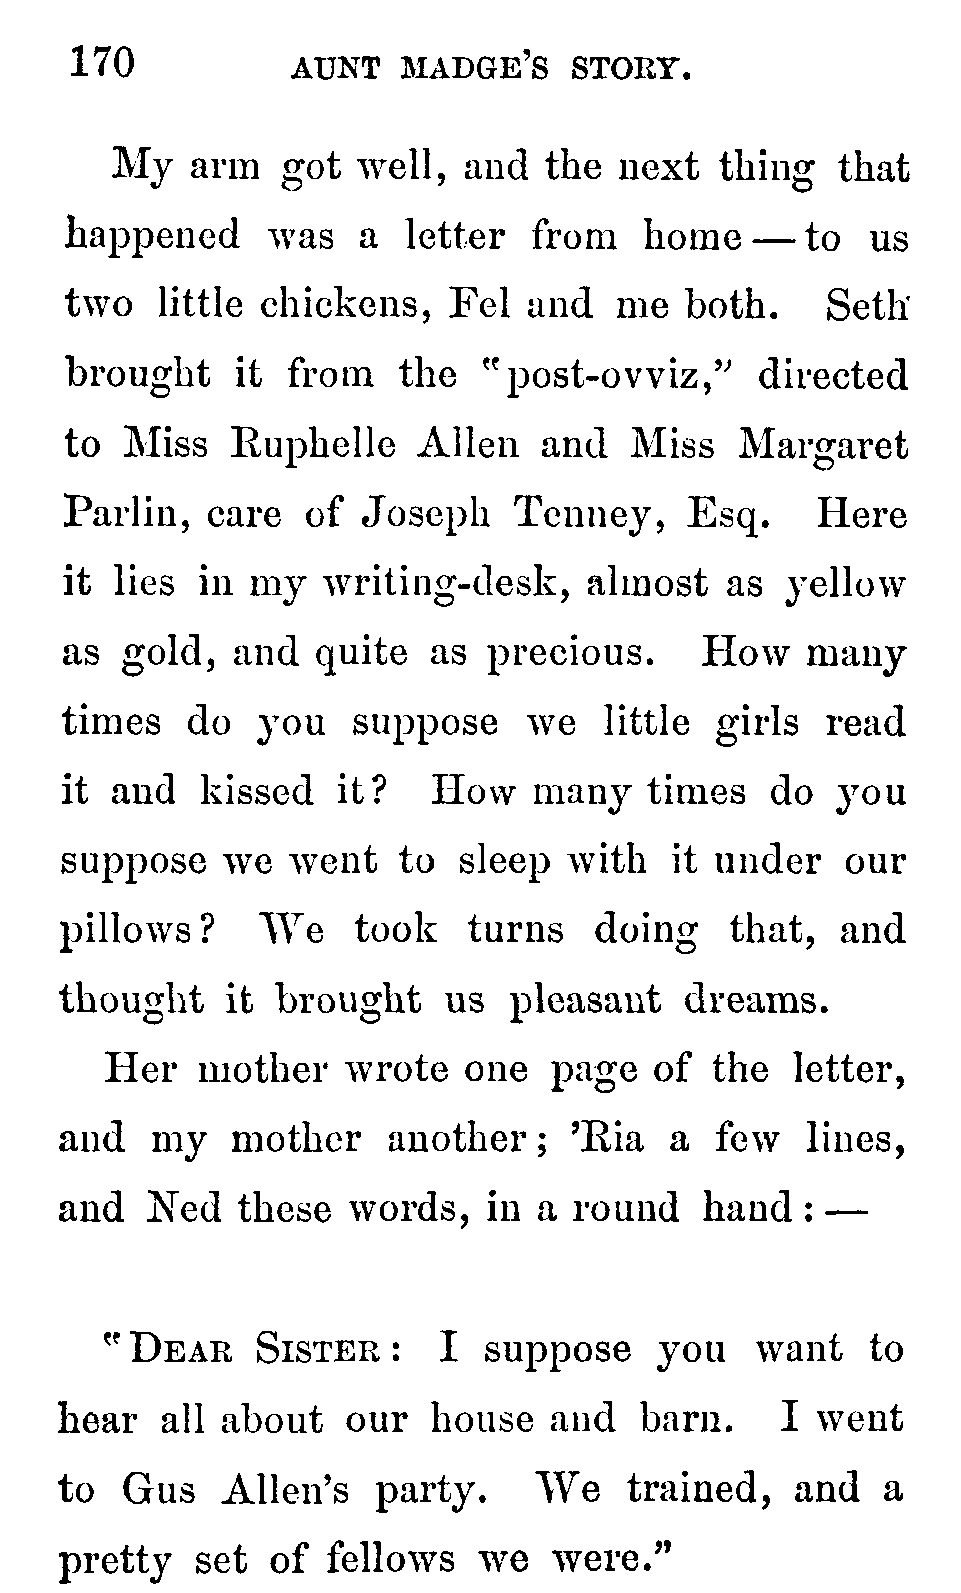 170 AUNT MADGE'S STORY.
My arm got well, and the next thing that
happened was a letter from home — to us
two little chickens, Fel and me both. Seth
brought it from the "post-ovviz," directed
to Miss Ruphelle Allen and Miss Margaret
Parlin, care of Joseph Tenney, Esq. Here
it lies in my writing-desk, almost as yellow
as gold, and quite as precious. How many
times do you suppose we little girls read
it and kissed it? How many times do you
suppose we went to sleep with it under our
pillows? We took turns doing that, and
thought it brought us pleasant dreams.
Her mother wrote one page of the letter,
and my mother another; 'Ria a few lines,
and Ned these words, in a round hand: —
"DEAR SISTER: I suppose you want to
hear all about our house and barn. I went
to Gus Allen's party. We trained, and a
pretty set of fellows we were."